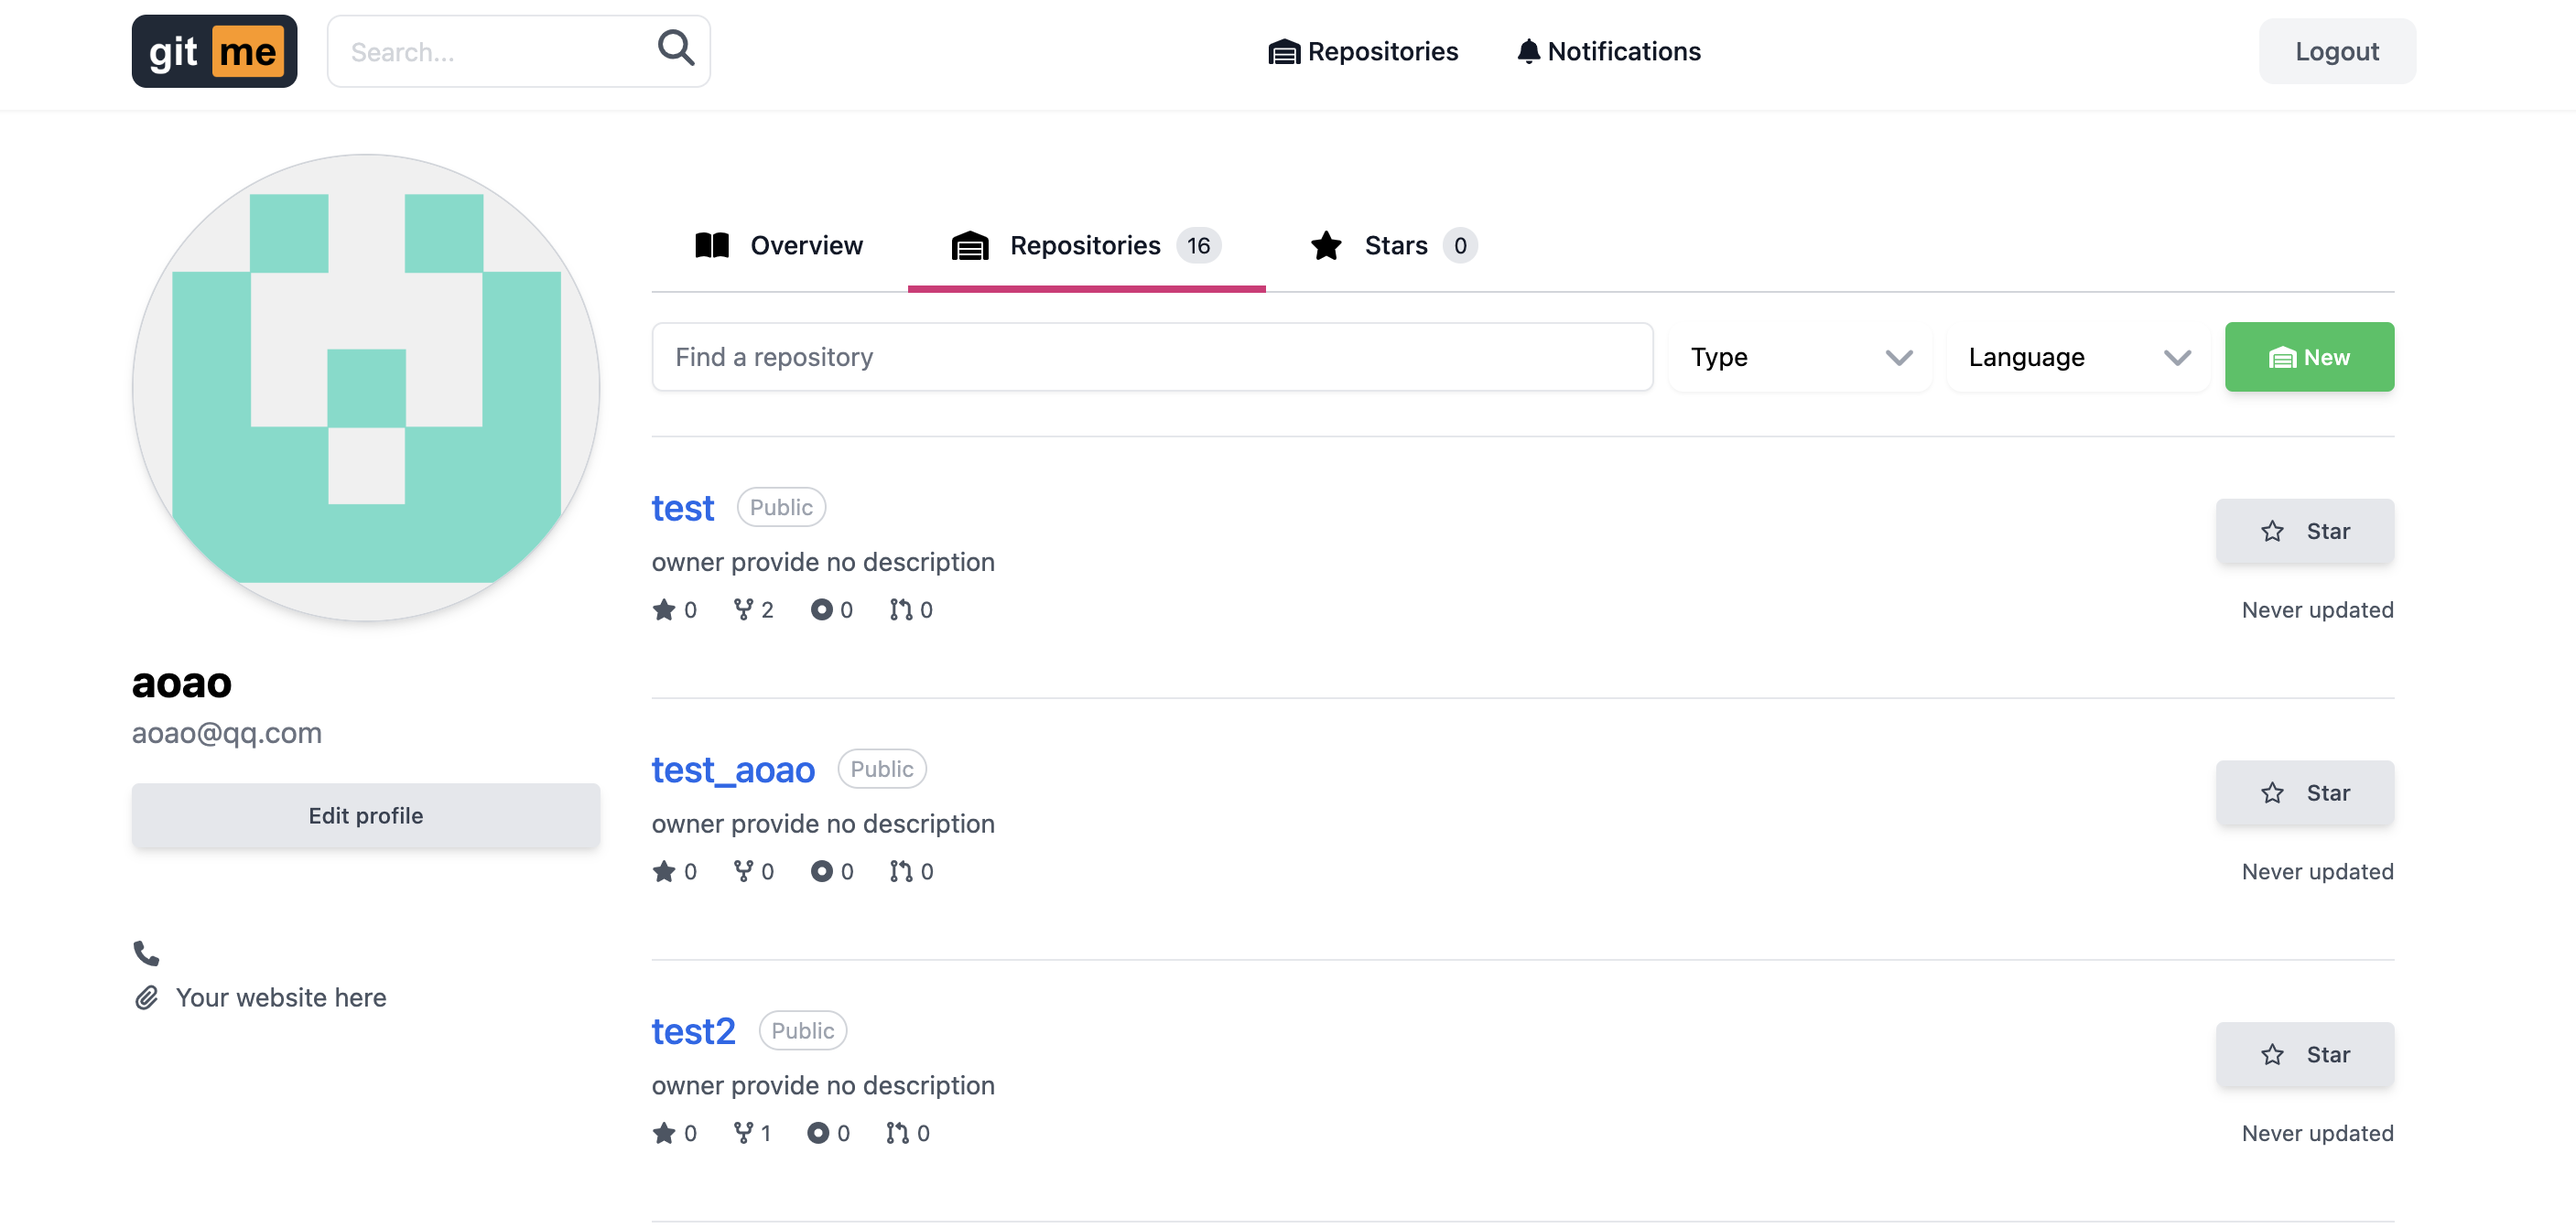 git me
Search...
Repositories
Notifications
Logout
Overview
Repositories 16
Stars 0
Find a repository
Type
Language
New
test Public
owner provide no description
0 2 0 0
Star
Never updated
aoao
aoao@qq.com
Edit profile
Your website here
test_aoao Public
owner provide no description
0 0 0 0
Star
Never updated
test2 Public
owner provide no description
0 1 0 0
Star
Never updated